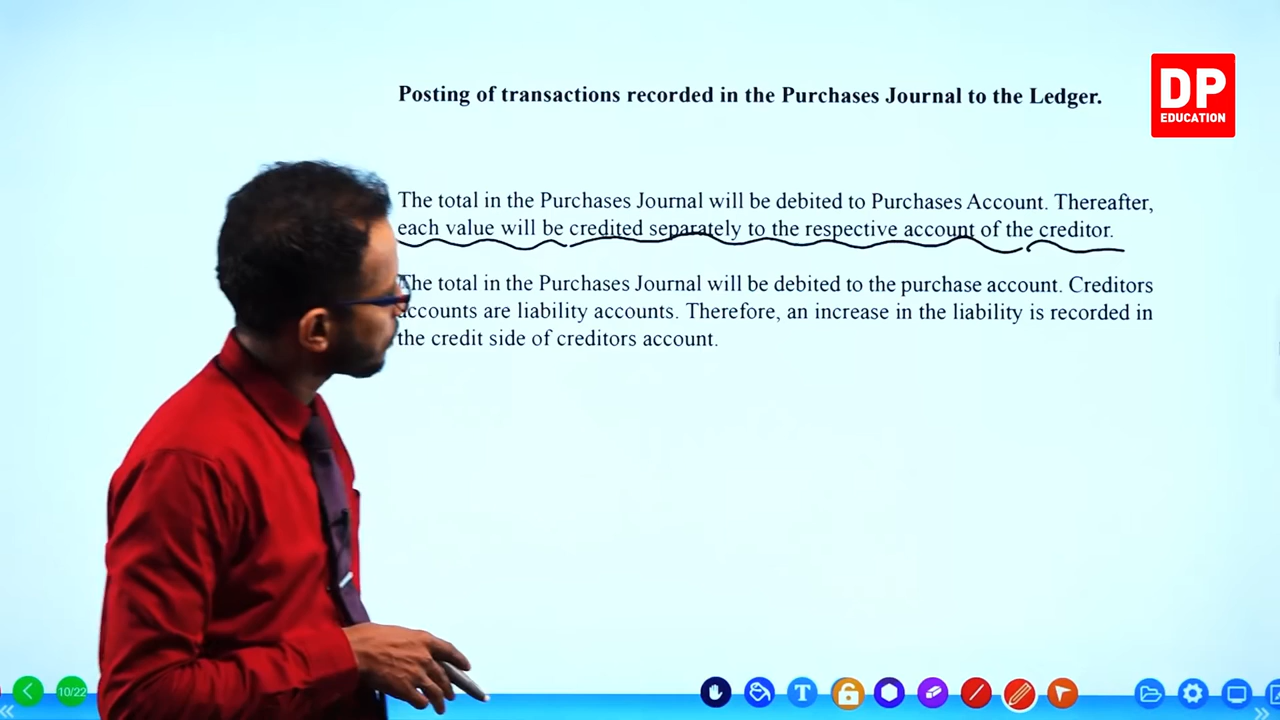 DP
EDUCATION
Posting of transactions recorded in the Purchases Journal to the Ledger.
The total in the Purchases Journal will be debited to Purchases Account. Thereafter,
each value will be credited separately to the respective account of the creditor.
The total in the Purchases Journal will be debited to the purchase account. Creditors
accounts are liability accounts. Therefore, an increase in the liability is recorded in
the credit side of creditors account.
10/22
T